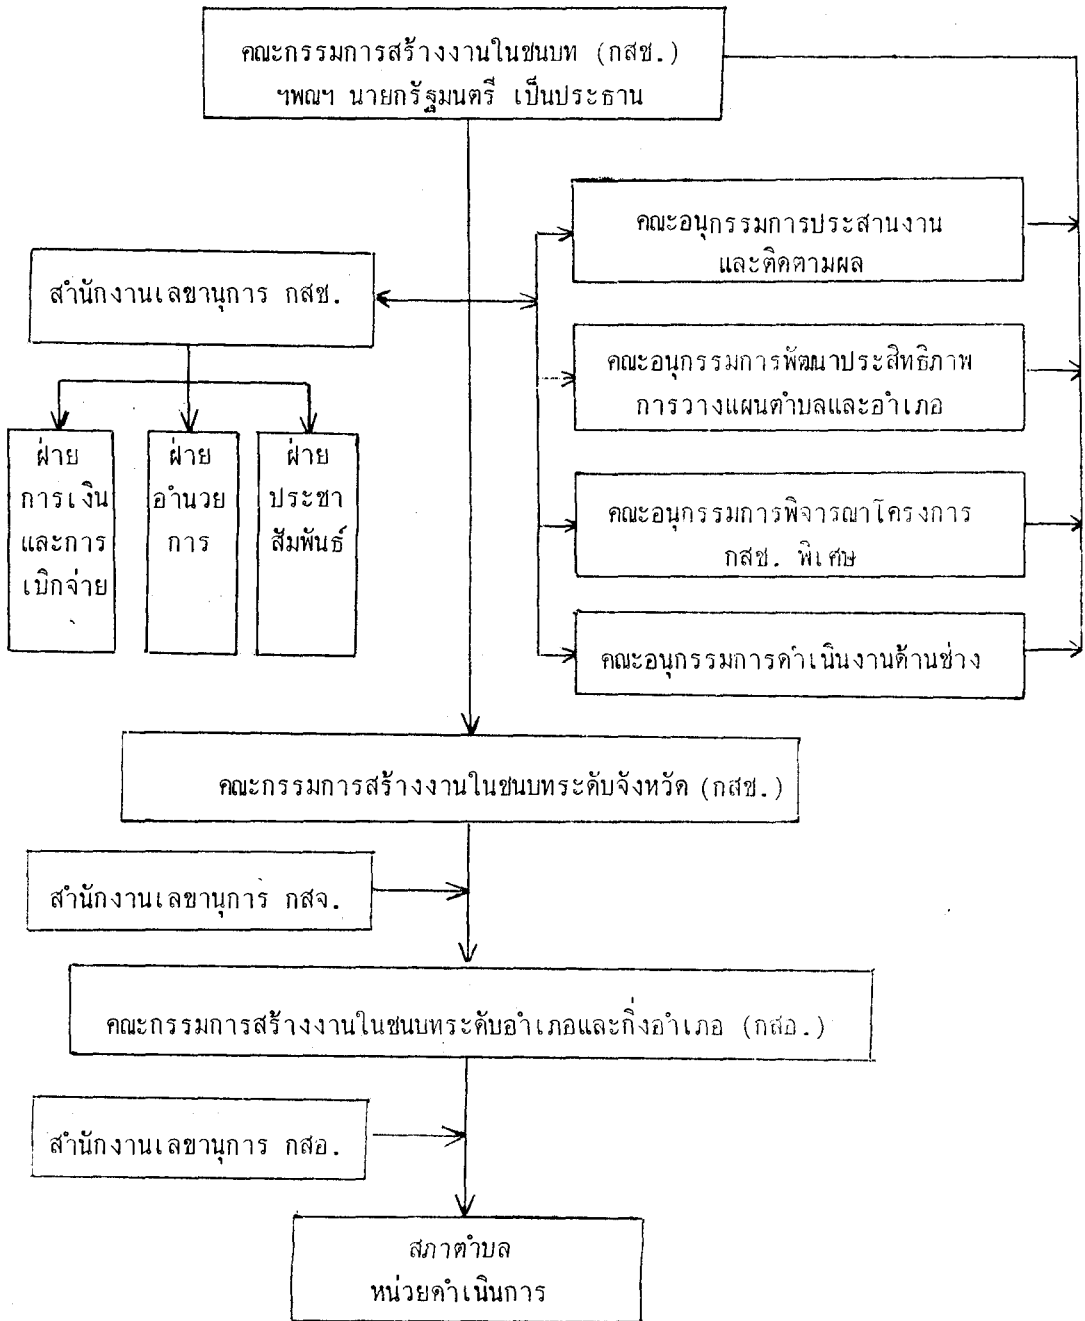 คณะกรรมการสร้างงานในชนบท (กสช.)
ฯพณฯ นายกรัฐมนตรี เป็นประธาน
คณะอนุกรรมการประสานงาน
และติดตามผล
สำนักงานเลขานุการ กสช.
คณะอนุกรรมการพัฒนาประสิทธิภาพ
การวางแผนตำบลและอำเภอ
ฝ่าย
การเงิน
และการ
เบิกจ่าย
ฝ่าย
อำนวย
การ
ฝ่าย
ประชา
สัมพันธ์
คณะอนุกรรมการพิจารณาโครงการ
กสช. พิเศษ
คณะอนุกรรมการดำเนินงานด้านช่าง
คณะกรรมการสร้างงานในชนบทระดับจังหวัด (กสช.)
สำนักงานเลขานุการ กสจ.
คณะกรรมการสร้างงานในชนบทระดับอำเภอและกิ่งอำเภอ (กสอ.)
สำนักงานเลขานุการ กสอ.
สภาตำบล
หน่วยดำเนินการ